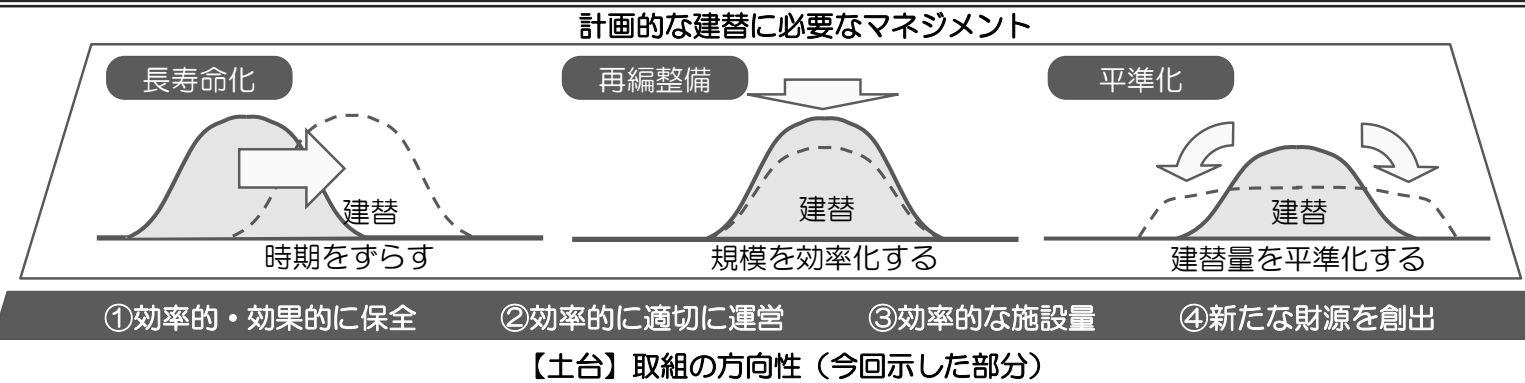 計画的な建替に必要なマネジメント
長寿命化
再編整備
平準化
建替
建替
建替
時期をずらす
規模を効率化する
建替量を平準化する
①効率的・効果的に保全 ②効率的に適切に運営 ③効率的な施設量 ④新たな財源を創出
【土台】取組の方向性（今回示した部分）